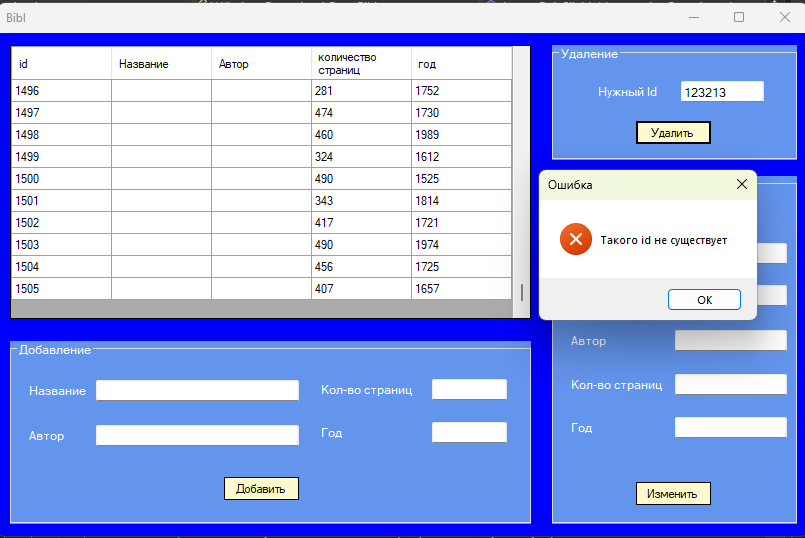 Bibl
id Название Автор количество страниц год
1496 281 1752
1497 474 1730
1498 460 1989
1499 324 1612
1500 490 1525
1501 343 1814
1502 417 1721
1503 490 1974
1504 456 1725
1505 407 1657
Удаление
Нужный Id 123213
Удалить
Ошибка
Такого id не существует
OK
Автор
Кол-во страниц
Год
Изменить
Добавление
Название Кол-во страниц
Автор Год
Добавить